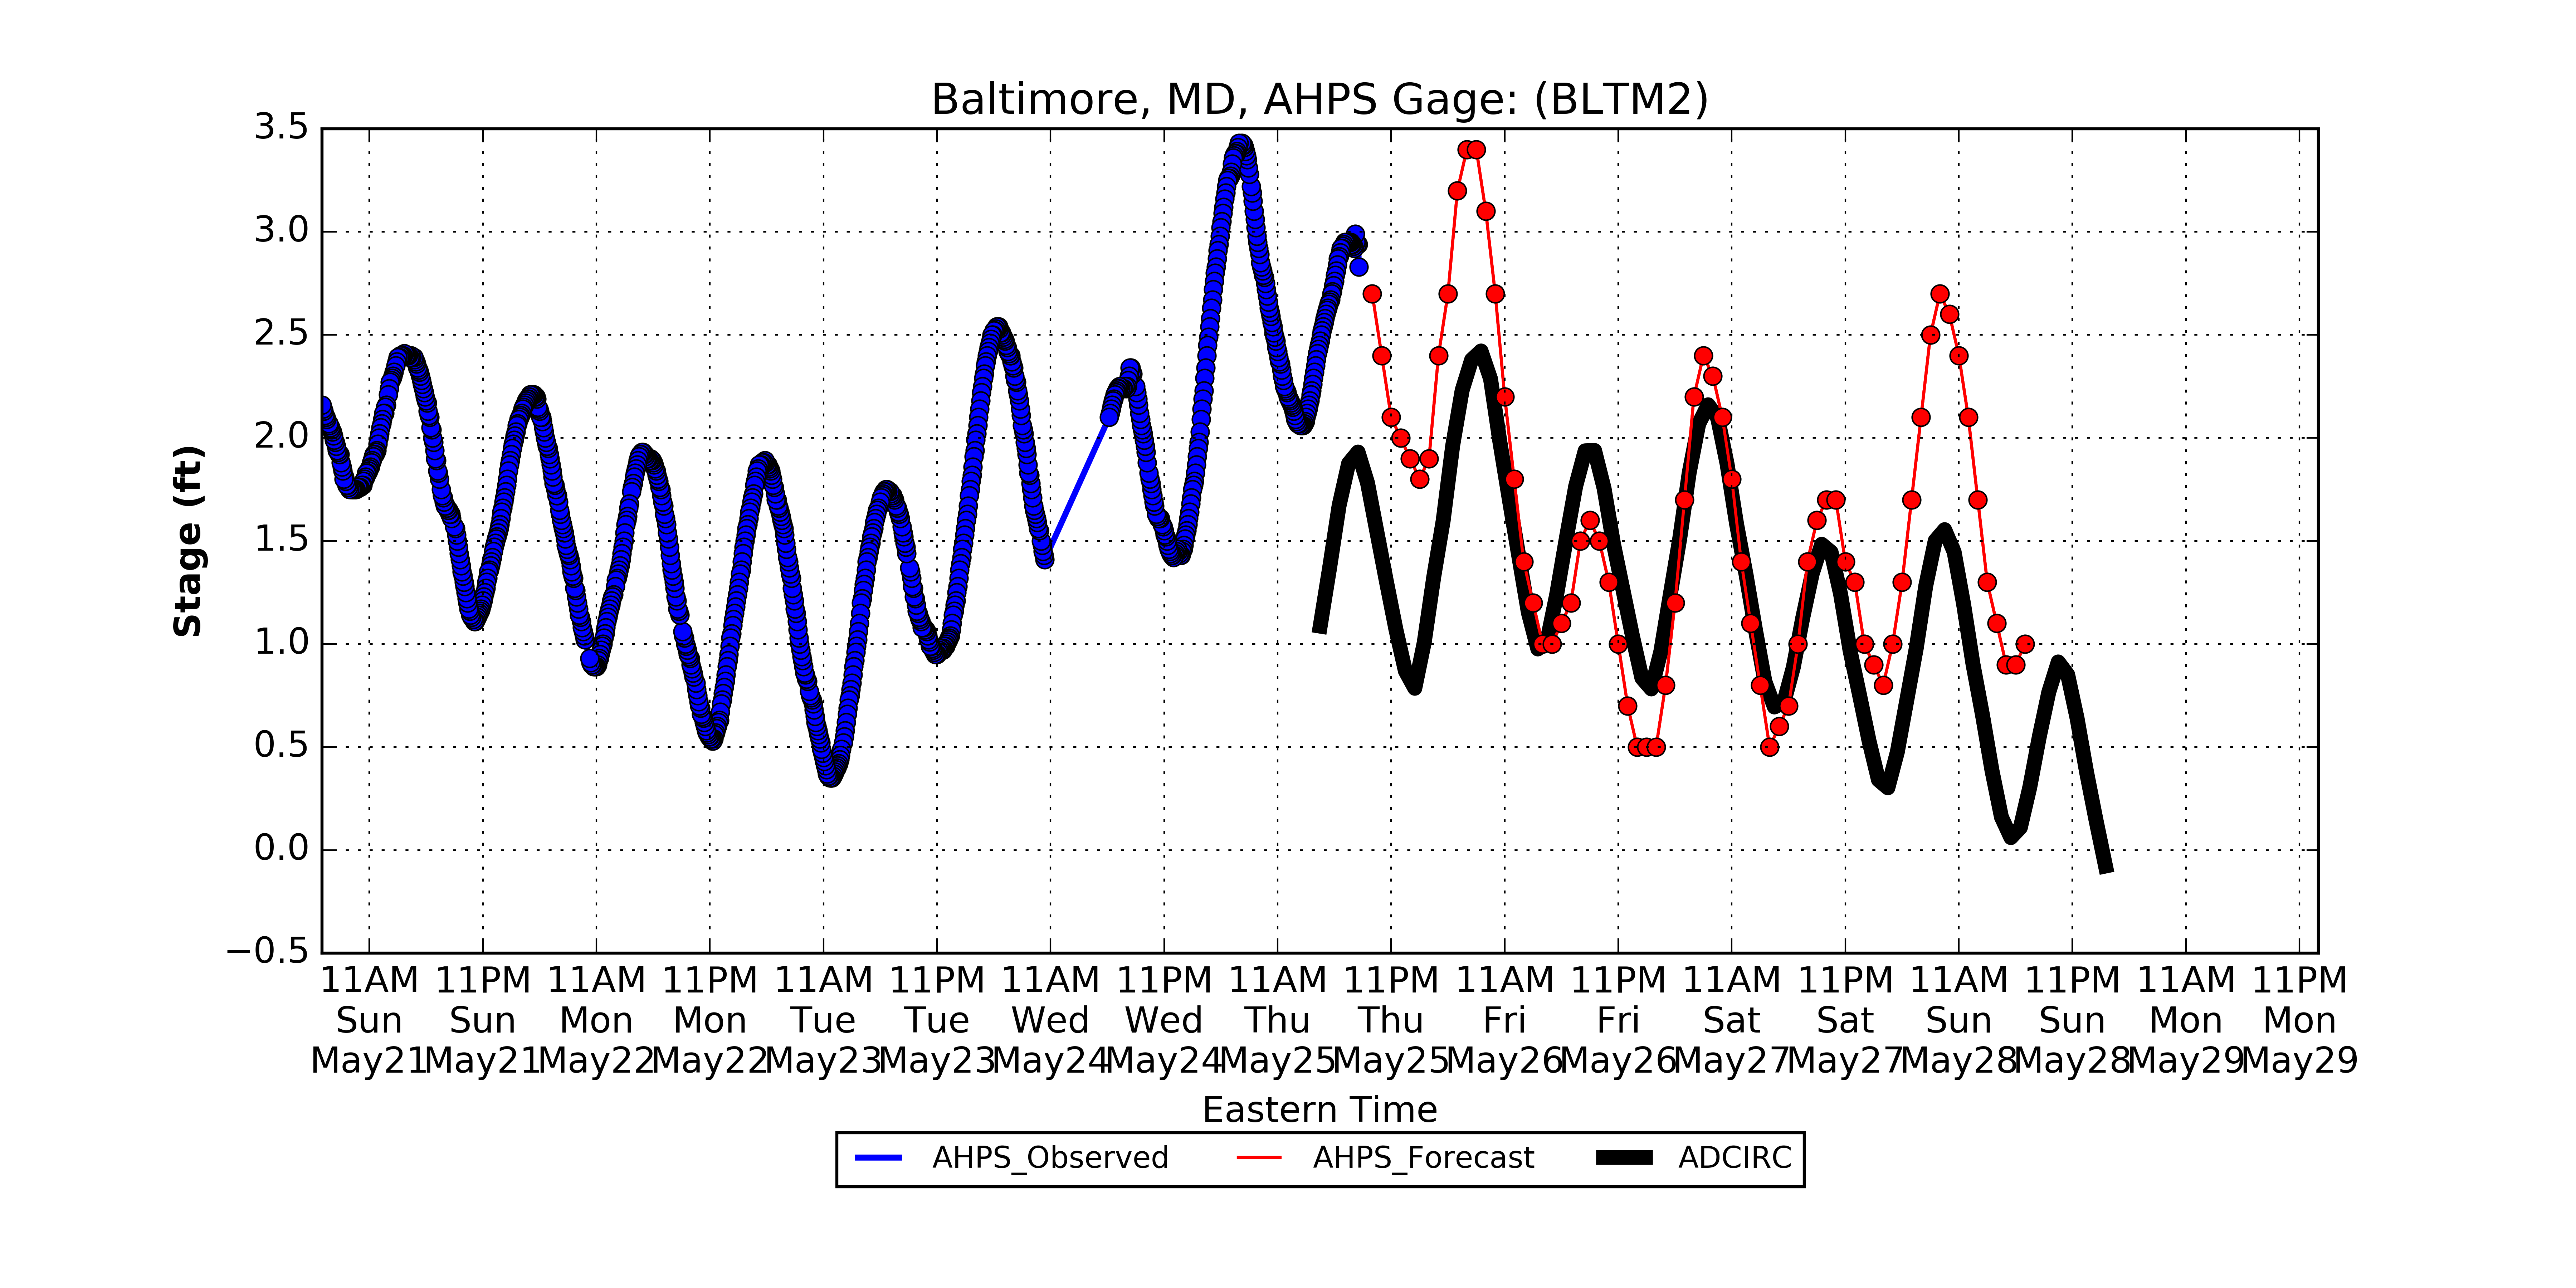 Baltimore, MD, AHPS Gage: (BLTM2)
Stage (ft)
3.5
3.0
2.5
2.0
1.5
1.0
0.5
0.0
−0.5
11AM 11PM 11AM 11PM 11AM 11PM 11AM 11PM 11AM 11PM 11AM 11PM 11AM 11PM 11AM 11PM 11AM 11PM
Sun Sun Mon Mon Tue Tue Wed Wed Thu Thu Fri Fri Sat Sat Sun Sun Mon Mon
May21 May21 May22 May22 May23 May23 May24 May24 May25 May25 May26 May26 May27 May27 May28 May28 May29 May29
Eastern Time
AHPS_Observed AHPS_Forecast ADCIRC